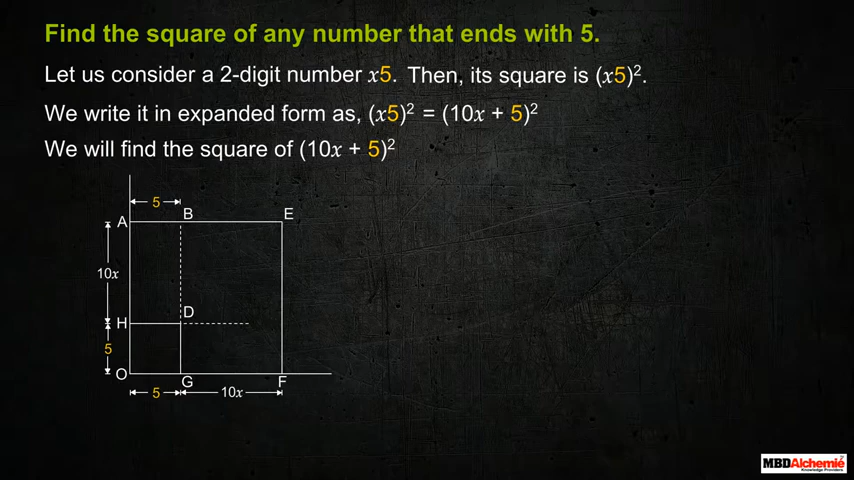 Find the square of any number that ends with 5.
Let us consider a 2-digit number x5. Then, its square is (x5)².
We write it in expanded form as, (x5)² = (10x + 5)²
We will find the square of (10x + 5)²
5
A B E
10x
H D
5
O G F
5 10x
MBDAlchemie
Knowledge Providers